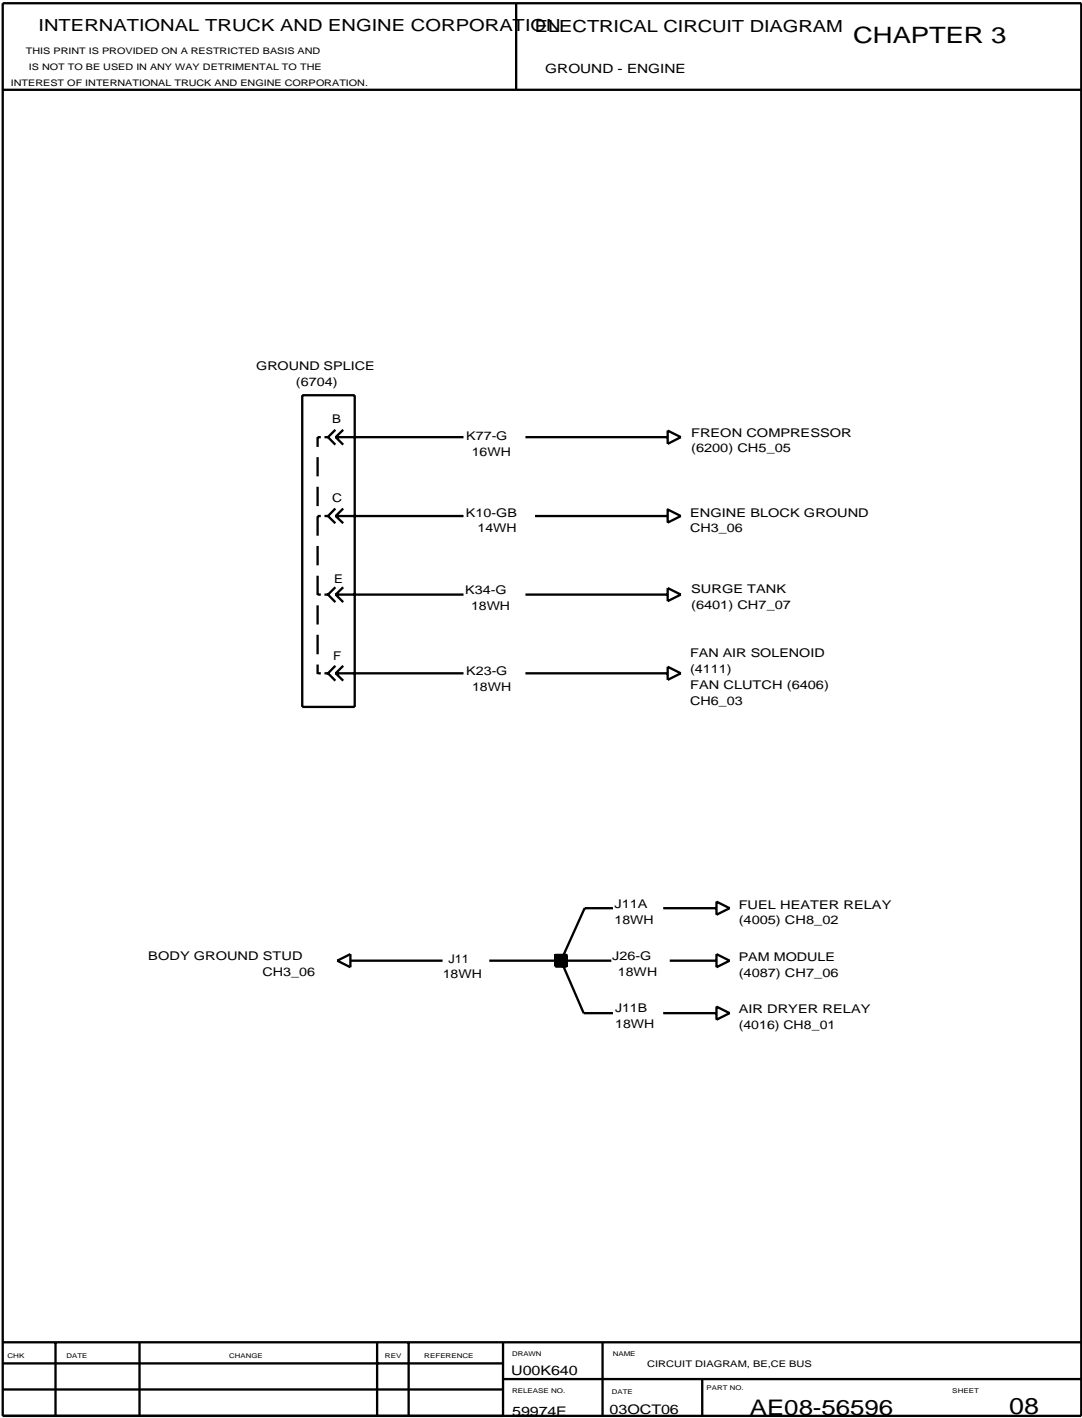 INTERNATIONAL TRUCK AND ENGINE CORPORATION
THIS PRINT IS PROVIDED ON A RESTRICTED BASIS AND
IS NOT TO BE USED IN ANY WAY DETRIMENTAL TO THE
INTEREST OF INTERNATIONAL TRUCK AND ENGINE CORPORATION.
ELECTRICAL CIRCUIT DIAGRAM
CHAPTER 3
GROUND - ENGINE
GROUND SPLICE
(6704)
B
K77-G
16WH
FREON COMPRESSOR
(6200) CH5_05
C
K10-GB
14WH
ENGINE BLOCK GROUND
CH3_06
E
K34-G
18WH
SURGE TANK
(6401) CH7_07
F
K23-G
18WH
FAN AIR SOLENOID
(4111)
FAN CLUTCH (6406)
CH6_03
BODY GROUND STUD
CH3_06
J11
18WH
J11A
18WH
FUEL HEATER RELAY
(4005) CH8_02
J26-G
18WH
PAM MODULE
(4087) CH7_06
J11B
18WH
AIR DRYER RELAY
(4016) CH8_01
CHK
DATE
CHANGE
REV
REFERENCE
DRAWN
U00K640
NAME
CIRCUIT DIAGRAM, BE,CE BUS
RELEASE NO.
59974F
DATE
03OCT06
PART NO.
AE08-56596
SHEET
08